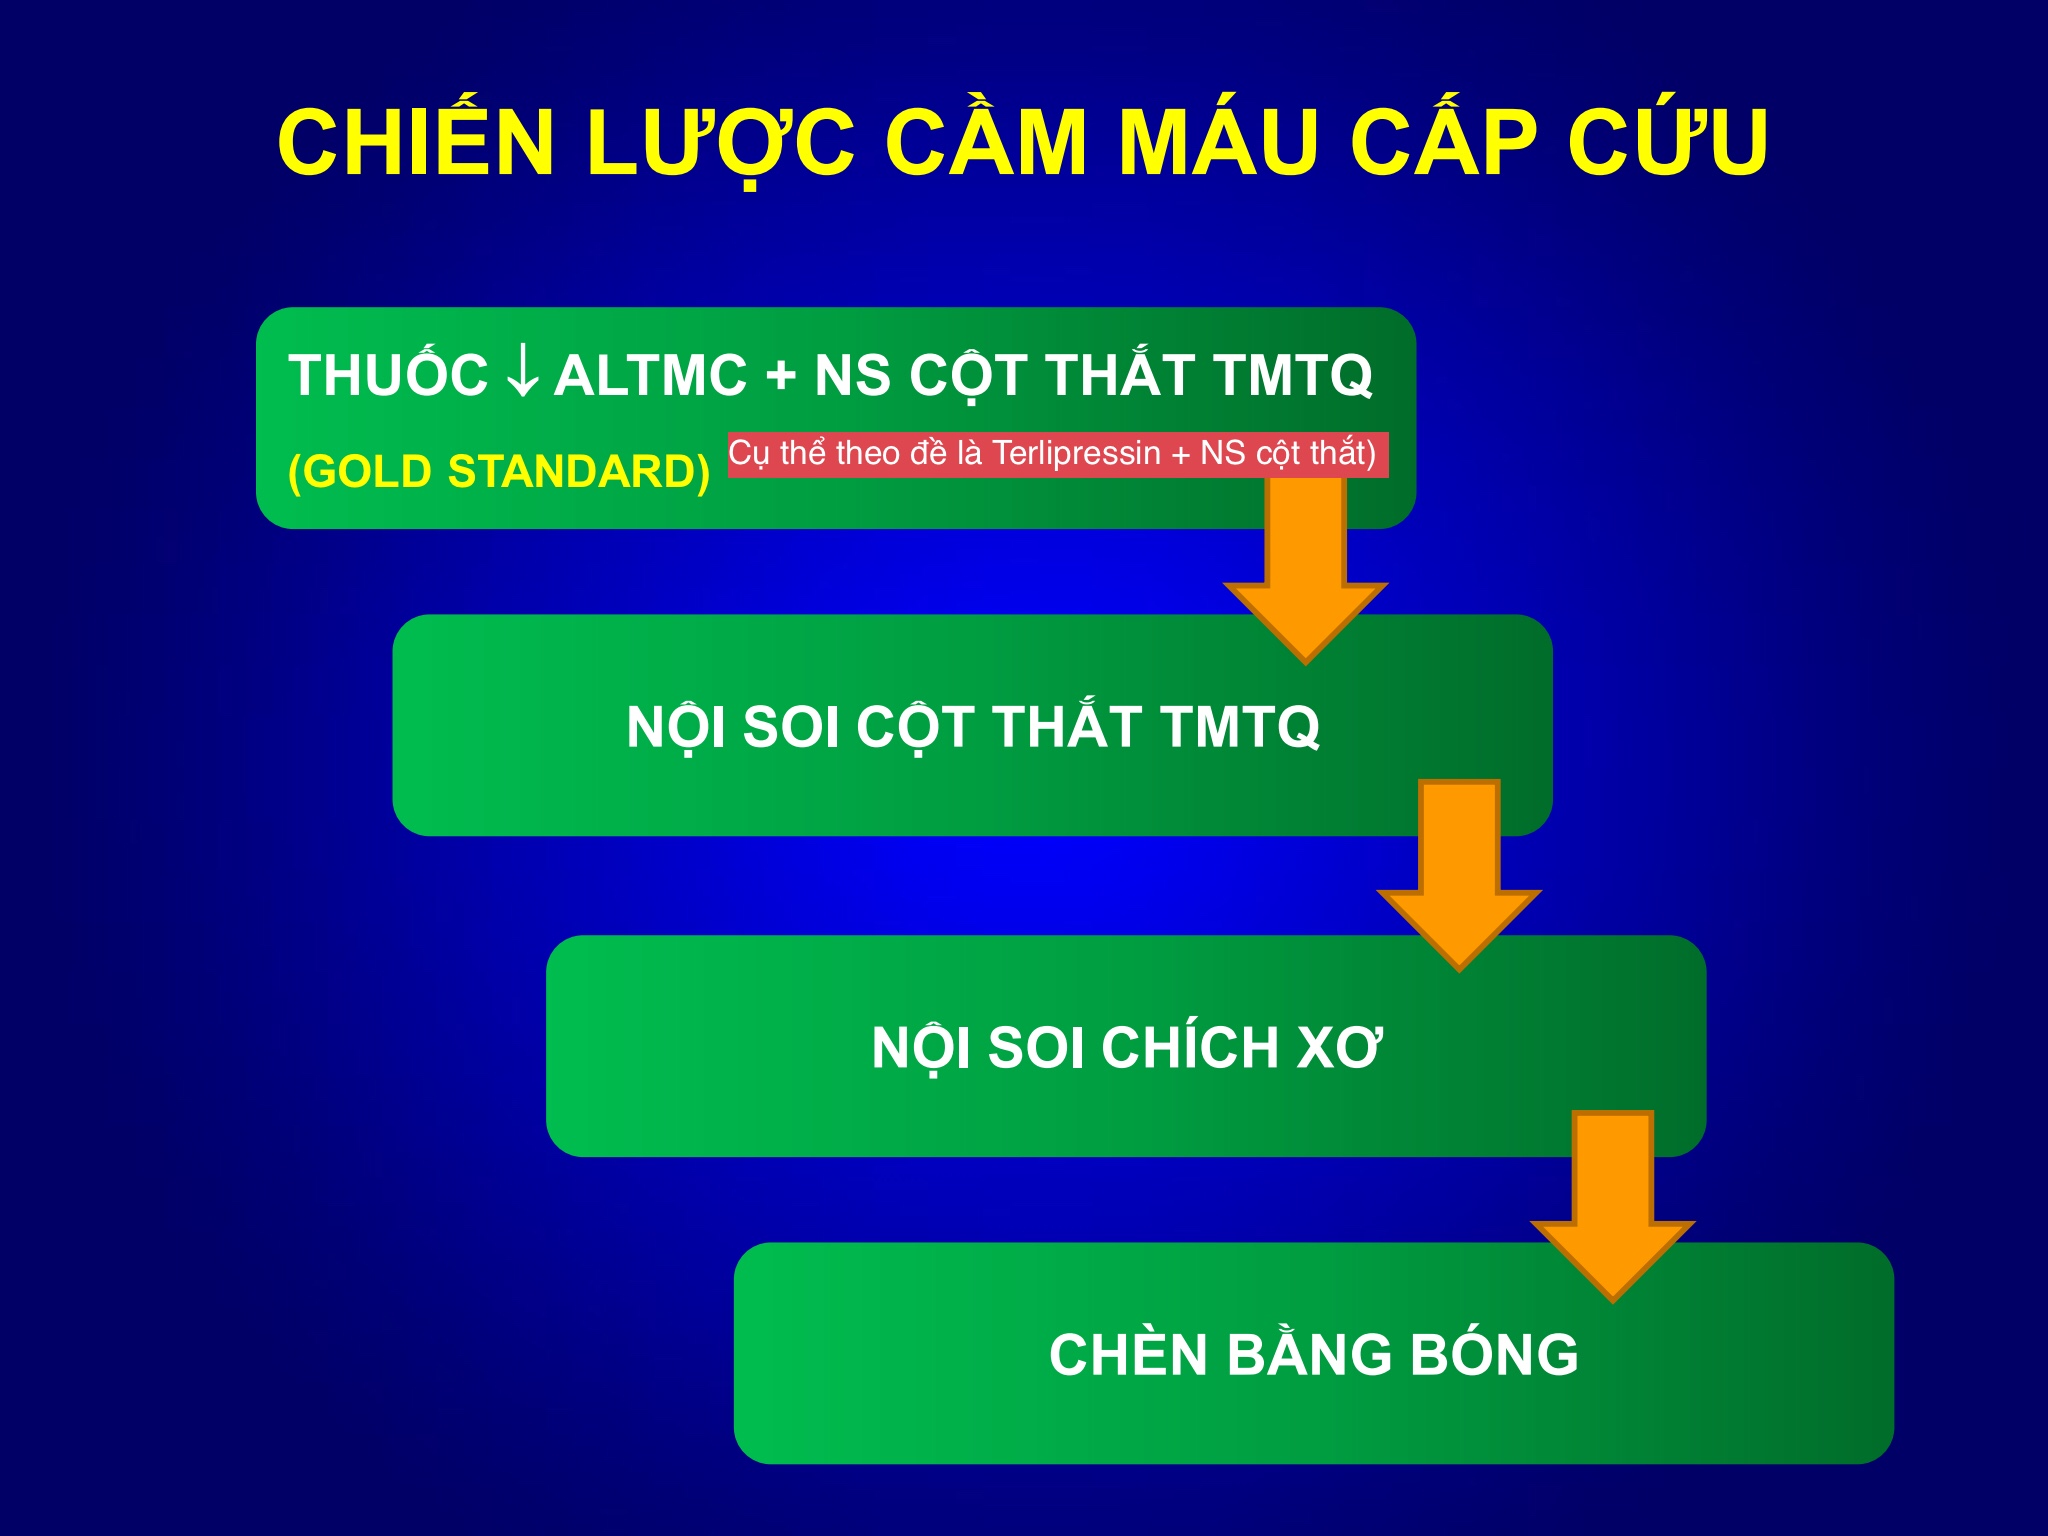 CHIẾN LƯỢC CẦM MÁU CẤP CỨU
THUỐC ↓ ALTMC + NS CỘT THẮT TMTQ
(GOLD STANDARD) Cụ thể theo đề là Terlipressin + NS cột thắt)
NỘI SOI CỘT THẮT TMTQ
NỘI SOI CHÍCH XƠ
CHÈN BẰNG BÓNG